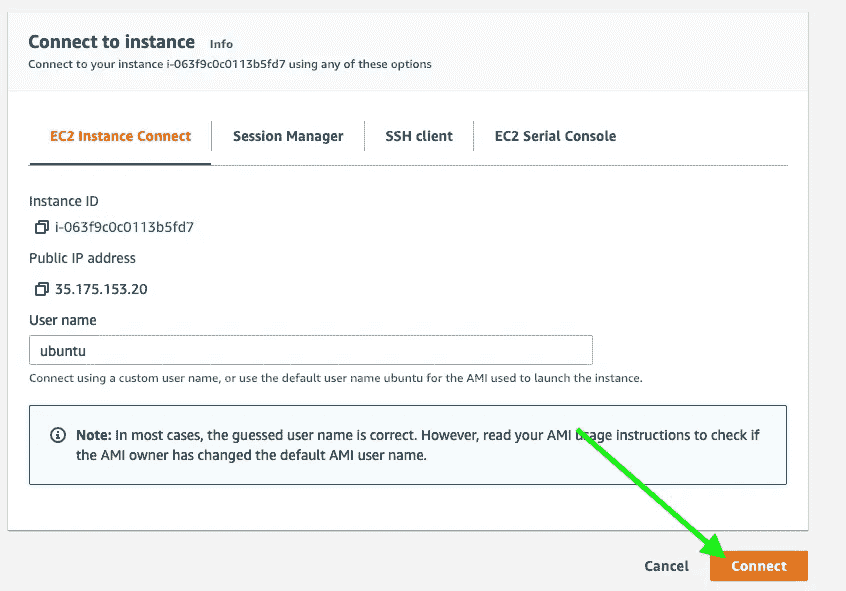 Connect to instance Info
Connect to your instance i-063f9c0c0113b5fd7 using any of these options
EC2 Instance Connect Session Manager SSH client EC2 Serial Console
Instance ID
i-063f9c0c0113b5fd7
Public IP address
35.175.153.20
User name
ubuntu
Connect using a custom user name, or use the default user name ubuntu for the AMI used to launch the instance.
Note: In most cases, the guessed user name is correct. However, read your AMI usage instructions to check if
the AMI owner has changed the default AMI user name.
Cancel Connect